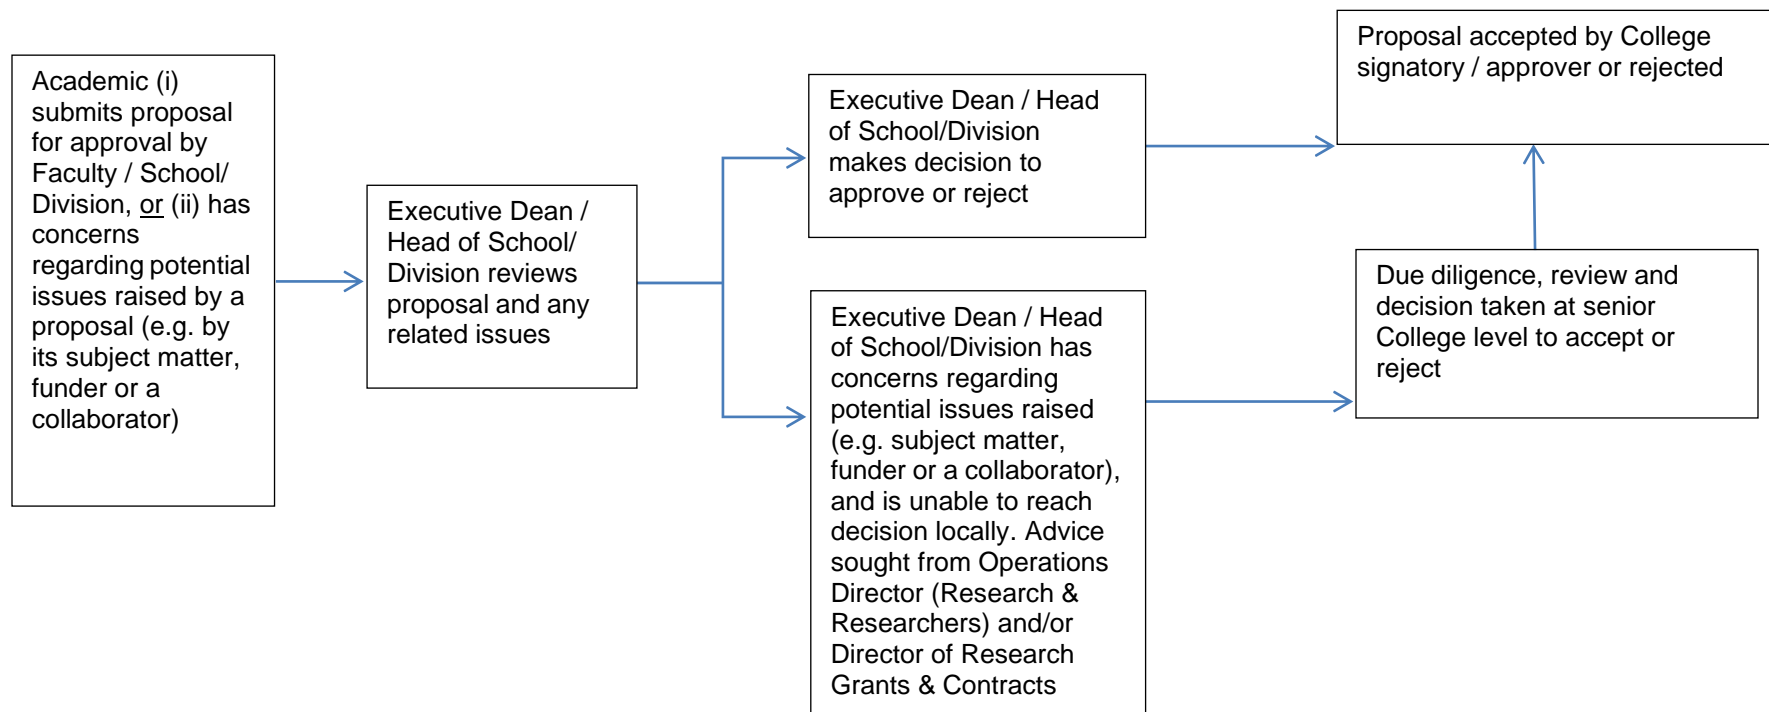 Academic (i)
submits proposal
for approval by
Faculty / School/
Division, or (ii) has
concerns
regarding potential
issues raised by a
proposal (e.g. by
its subject matter,
funder or a
collaborator)
Executive Dean /
Head of School/
Division reviews
proposal and any
related issues
Executive Dean / Head
of School/Division
makes decision to
approve or reject
Executive Dean / Head
of School/Division has
concerns regarding
potential issues raised
(e.g. subject matter,
funder or a collaborator),
and is unable to reach
decision locally. Advice
sought from Operations
Director (Research &
Researchers) and/or
Director of Research
Grants & Contracts
Proposal accepted by College
signatory / approver or rejected
Due diligence, review and
decision taken at senior
College level to accept or
reject